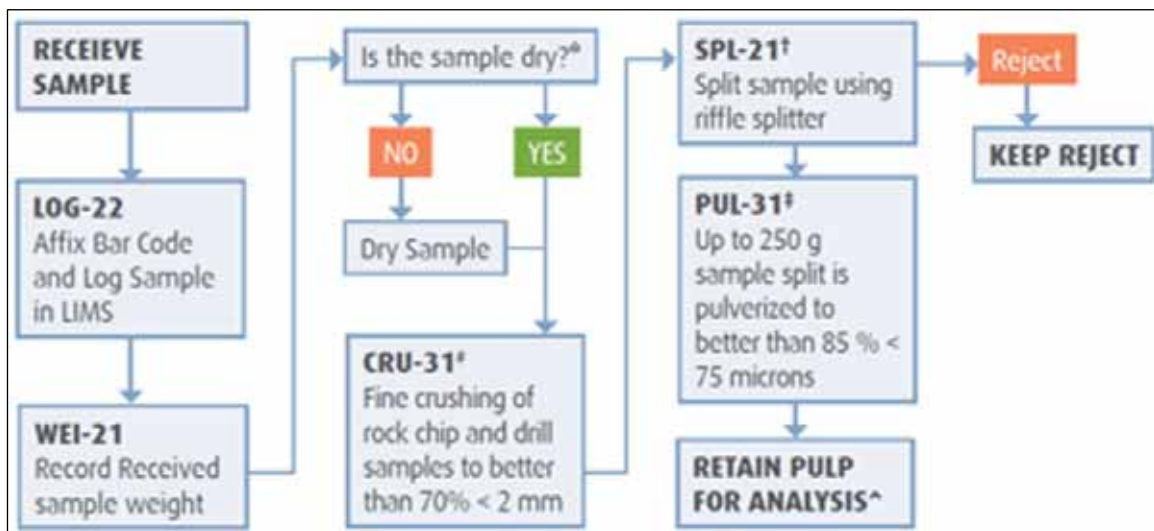 RECEIEVE
SAMPLE
LOG-22
Affix Bar Code
and Log Sample
in LIMS
WEI-21
Record Received
sample weight
Is the sample dry?*
NO
YES
Dry Sample
CRU-31#
Fine crushing of
rock chip and drill
samples to better
than 70% < 2 mm
SPL-21†
Split sample using
riffle splitter
Reject
KEEP REJECT
PUL-31‡
Up to 250 g
sample split is
pulverized to
better than 85 % <
75 microns
RETAIN PULP
FOR ANALYSIS^